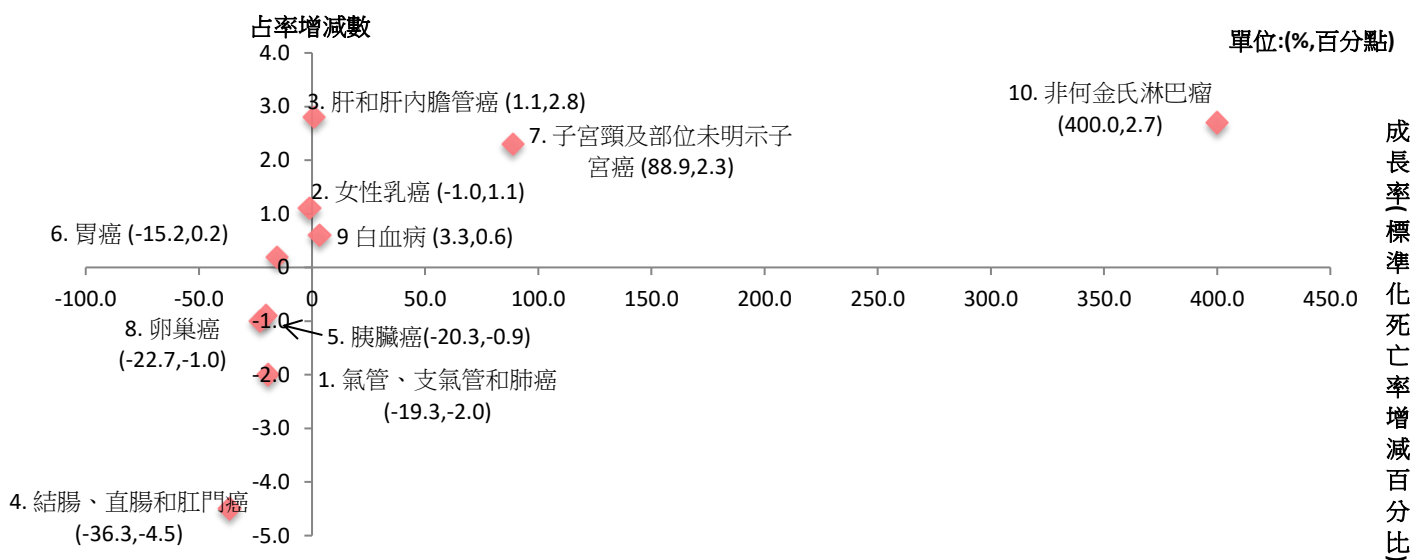 占率增減數
單位:(%,百分點)
4.0
3.0
2.0
1.0
0
-1.0
-2.0
-3.0
-4.0
-5.0
3. 肝和肝內膽管癌 (1.1,2.8)
10. 非何金氏淋巴瘤
(400.0,2.7)
7. 子宮頸及部位未明示子
宮癌 (88.9,2.3)
2. 女性乳癌 (-1.0,1.1)
6. 胃癌 (-15.2,0.2)
9 白血病 (3.3,0.6)
-100.0 -50.0 0 50.0 100.0 150.0 200.0 250.0 300.0 350.0 400.0 450.0
8. 卵巢癌
(-22.7,-1.0)
5. 胰臟癌(-20.3,-0.9)
1. 氣管、支氣管和肺癌
(-19.3,-2.0)
4. 結腸、直腸和肛門癌
(-36.3,-4.5)
成長率(標準化死亡率增減百分比)